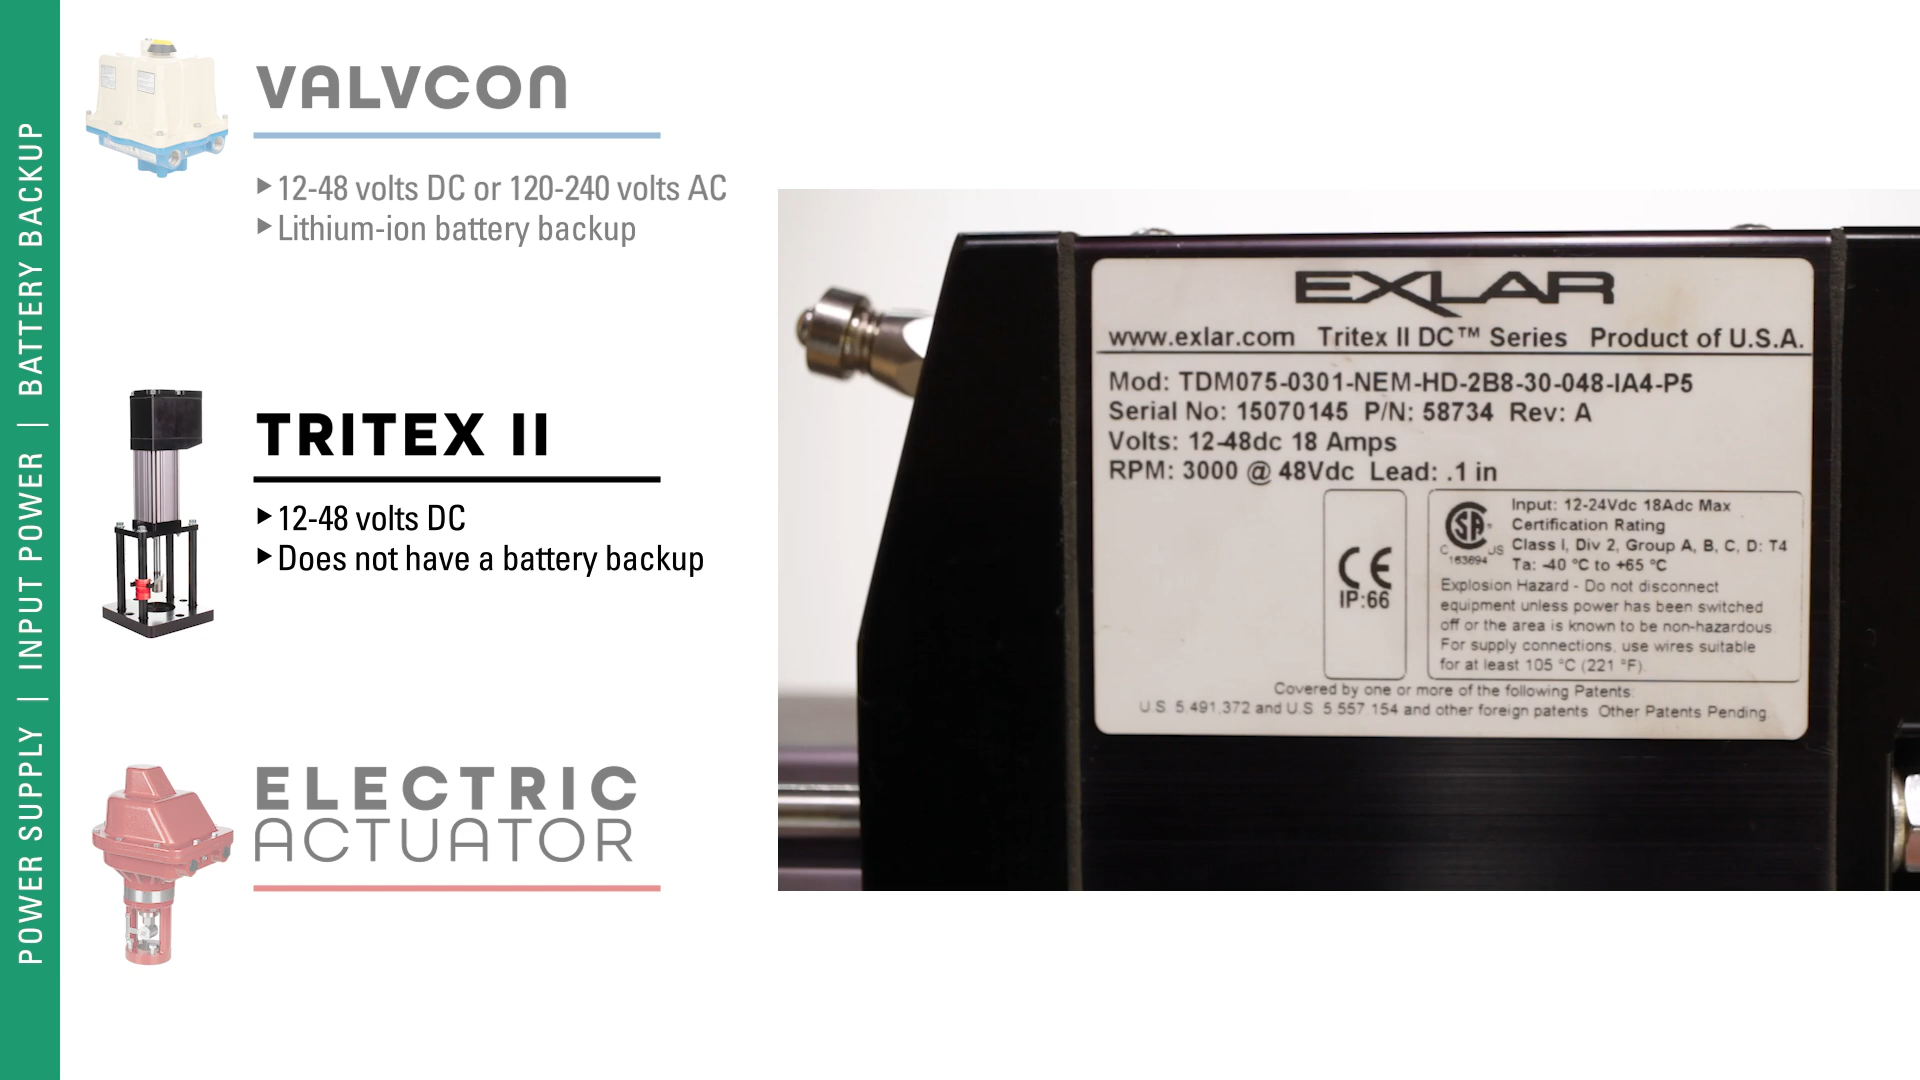 POWER SUPPLY | INPUT POWER | BATTERY BACKUP
VALVCON
12-48 volts DC or 120-240 volts AC
Lithium-ion battery backup
TRITEX II
12-48 volts DC
Does not have a battery backup
ELECTRIC
ACTUATOR
EXLAR
www.exlar.com Tritex II DC™ Series Product of U.S.A.
Mod: TDM075-0301-NEM-HD-2B8-30-048-IA4-P5
Serial No: 15070145 P/N: 58734 Rev: A
Volts: 12-48dc 18 Amps
RPM: 3000 @ 48Vdc Lead: .1 in
CE
IP:66
SA
C US
163694
Input: 12-24Vdc 18Adc Max
Certification Rating
Class I, Div 2, Group A, B, C, D: T4
Ta: -40 °C to +65 °C
Explosion Hazard - Do not disconnect
equipment unless power has been switched
off or the area is known to be non-hazardous.
For supply connections, use wires suitable
for at least 105 °C (221 °F).
Covered by one or more of the following Patents:
U.S. 5,491,372 and U.S. 5,557,154 and other foreign patents. Other Patents Pending.